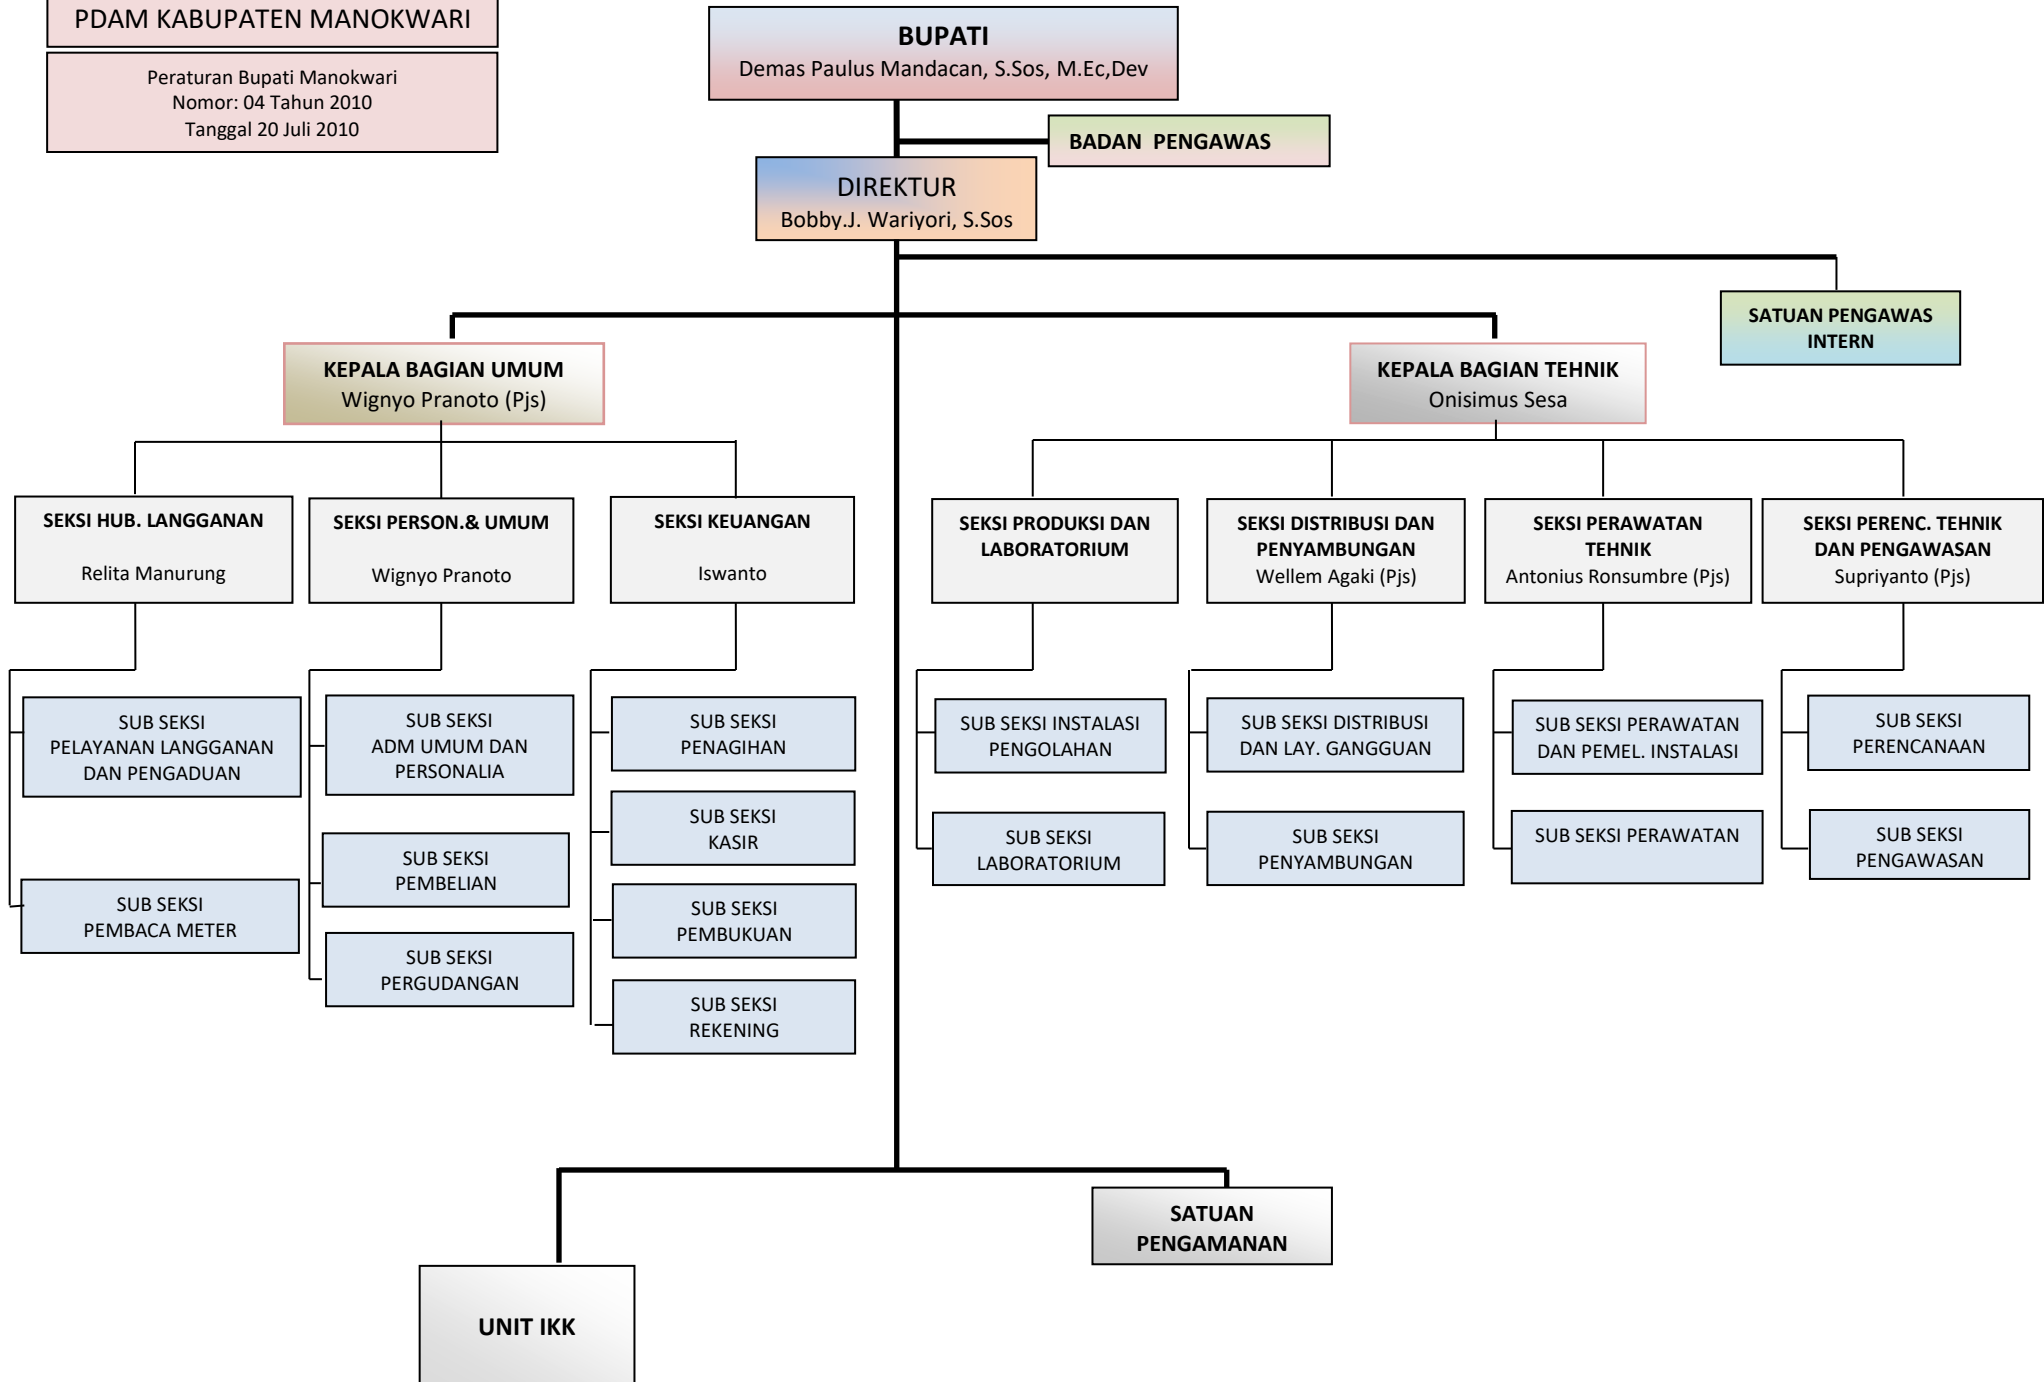 PDAM KABUPATEN MANOKWARI
Peraturan Bupati Manokwari
Nomor: 04 Tahun 2010
Tanggal 20 Juli 2010
BUPATI
Demas Paulus Mandacan, S.Sos, M.Ec,Dev
BADAN PENGAWAS
DIREKTUR
Bobby.J. Wariyori, S.Sos
SATUAN PENGAWAS
INTERN
KEPALA BAGIAN UMUM
Wignyo Pranoto (Pjs)
KEPALA BAGIAN TEHNIK
Onisimus Sesa
SEKSI HUB. LANGGANAN
Relita Manurung
SEKSI PERSON.& UMUM
Wignyo Pranoto
SEKSI KEUANGAN
Iswanto
SEKSI PRODUKSI DAN
LABORATORIUM
SEKSI DISTRIBUSI DAN
PENYAMBUNGAN
Wellem Agaki (Pjs)
SEKSI PERAWATAN
TEHNIK
Antonius Ronsumbre (Pjs)
SEKSI PERENC. TEHNIK
DAN PENGAWASAN
Supriyanto (Pjs)
SUB SEKSI
PELAYANAN LANGGANAN
DAN PENGADUAN
SUB SEKSI
PEMBACA METER
SUB SEKSI
ADM UMUM DAN
PERSONALIA
SUB SEKSI
PEMBELIAN
SUB SEKSI
PERGUDANGAN
SUB SEKSI
PENAGIHAN
SUB SEKSI
KASIR
SUB SEKSI
PEMBUKUAN
SUB SEKSI
REKENING
SUB SEKSI INSTALASI
PENGOLAHAN
SUB SEKSI
LABORATORIUM
SUB SEKSI DISTRIBUSI
DAN LAY. GANGGUAN
SUB SEKSI
PENYAMBUNGAN
SUB SEKSI PERAWATAN
DAN PEMEL. INSTALASI
SUB SEKSI PERAWATAN
SUB SEKSI
PERENCANAAN
SUB SEKSI
PENGAWASAN
SATUAN
PENGAMANAN
UNIT IKK